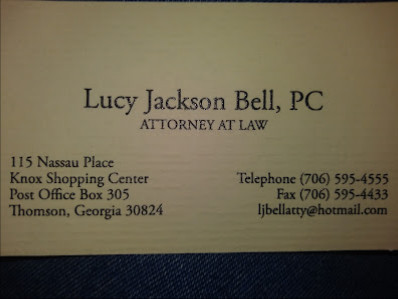 Lucy Jackson Bell, PC
ATTORNEY AT LAW
115 Nassau Place
Knox Shopping Center
Post Office Box 305
Thomson, Georgia 30824
Telephone (706) 595-4555
Fax (706) 595-4433
ljbellatty@hotmail.com